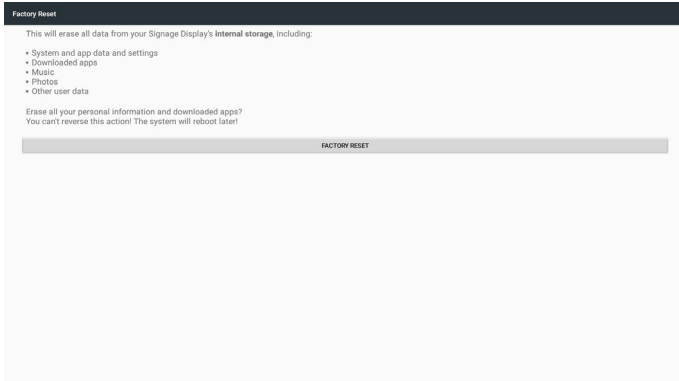 Factory Reset
This will erase all data from your Signage Display's internal storage, including:
• System and app data and settings
• Downloaded apps
• Music
• Photos
• Other user data
Erase all your personal information and downloaded apps?
You can't reverse this action! The system will reboot later!
FACTORY RESET